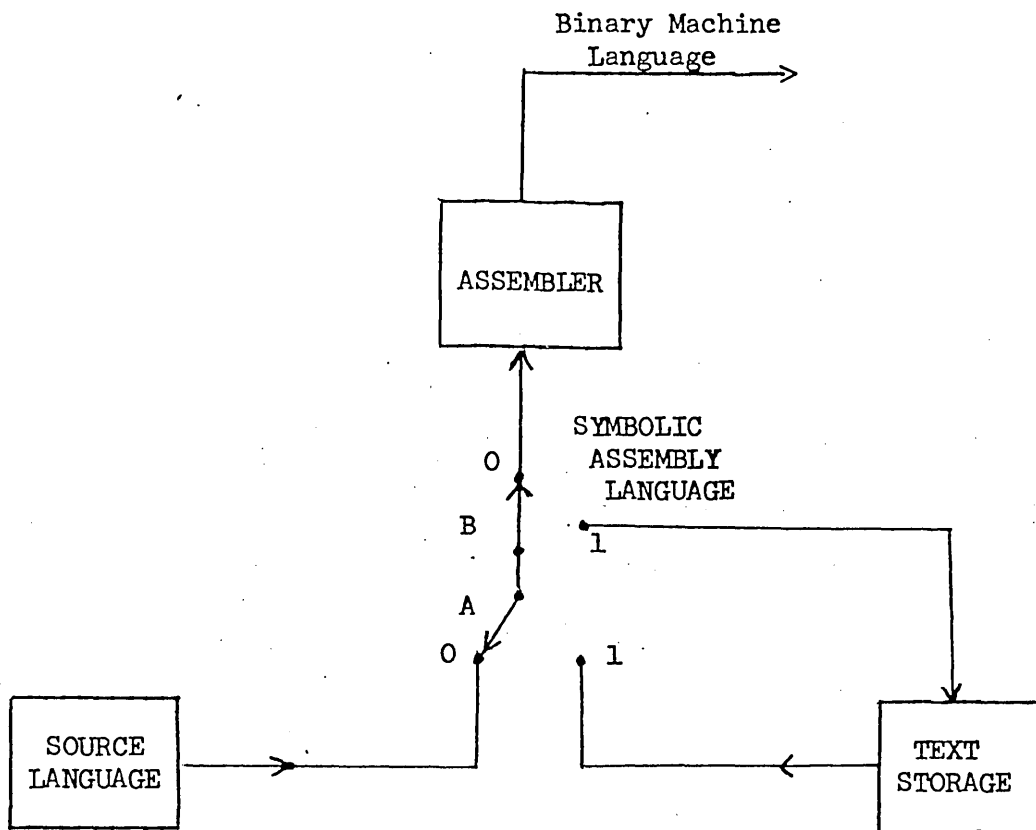 Binary Machine
Language
ASSEMBLER
SYMBOLIC
ASSEMBLY
LANGUAGE
0
B
1
A
0
1
SOURCE
LANGUAGE
TEXT
STORAGE